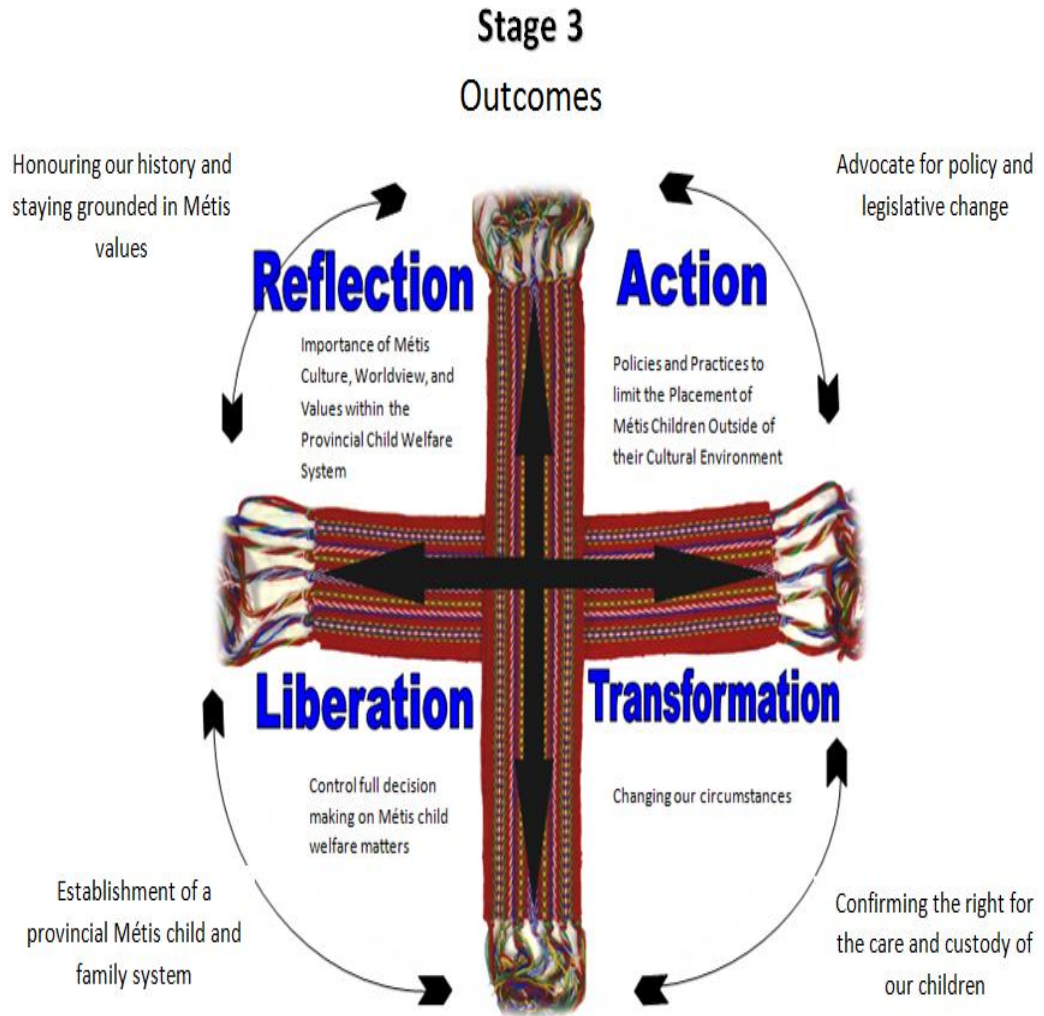 Stage 3
Outcomes
Honouring our history and
staying grounded in Métis
values
Advocate for policy and
legislative change
Reflection
Importance of Métis
Culture, Worldview, and
Values within the
Provincial Child Welfare
System
Action
Policies and Practices to
limit the Placement of
Métis Children Outside of
their Cultural Environment
Liberation
Control full decision
making on Métis child
welfare matters
Transformation
Changing our circumstances
Establishment of a
provincial Métis child and
family system
Confirming the right for
the care and custody of
our children